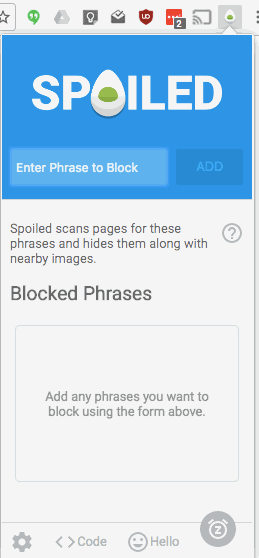 2
SPOILED
Enter Phrase to Block
ADD
Spoiled scans pages for these
phrases and hides them along with
nearby images.
?
Blocked Phrases
Add any phrases you want to
block using the form above.
Code
Hello
z